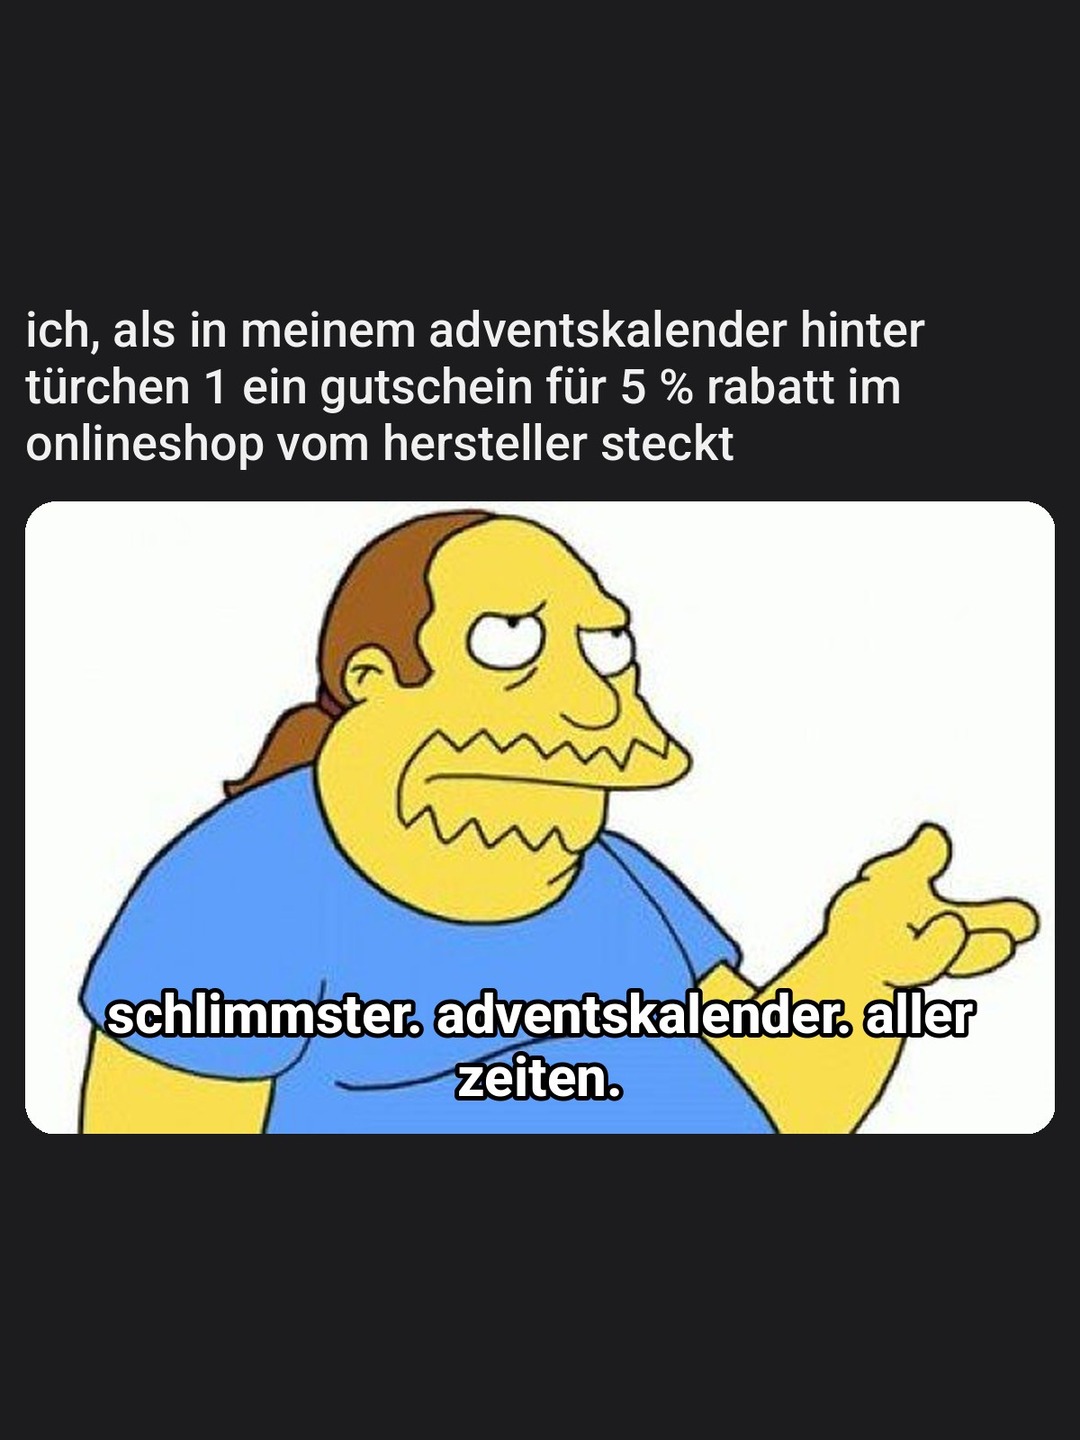 ich, als in meinem adventskalender hinter
türchen 1 ein gutschein für 5 % rabatt im
onlineshop vom hersteller steckt
schlimmster. adventskalender. aller
zeiten.